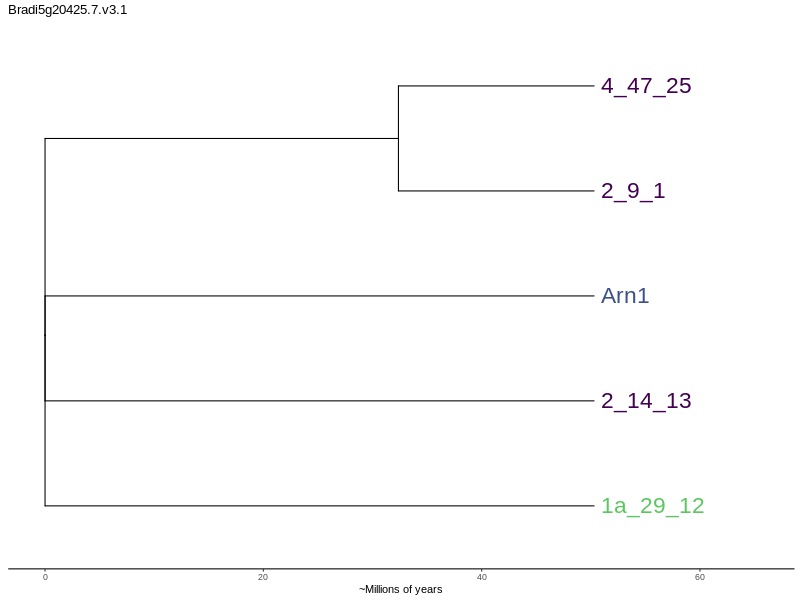 Bradi5g20425.7.v3.1
4_47_25
2_9_1
Arn1
2_14_13
1a_29_12
0 20 40 60
~Millions of years